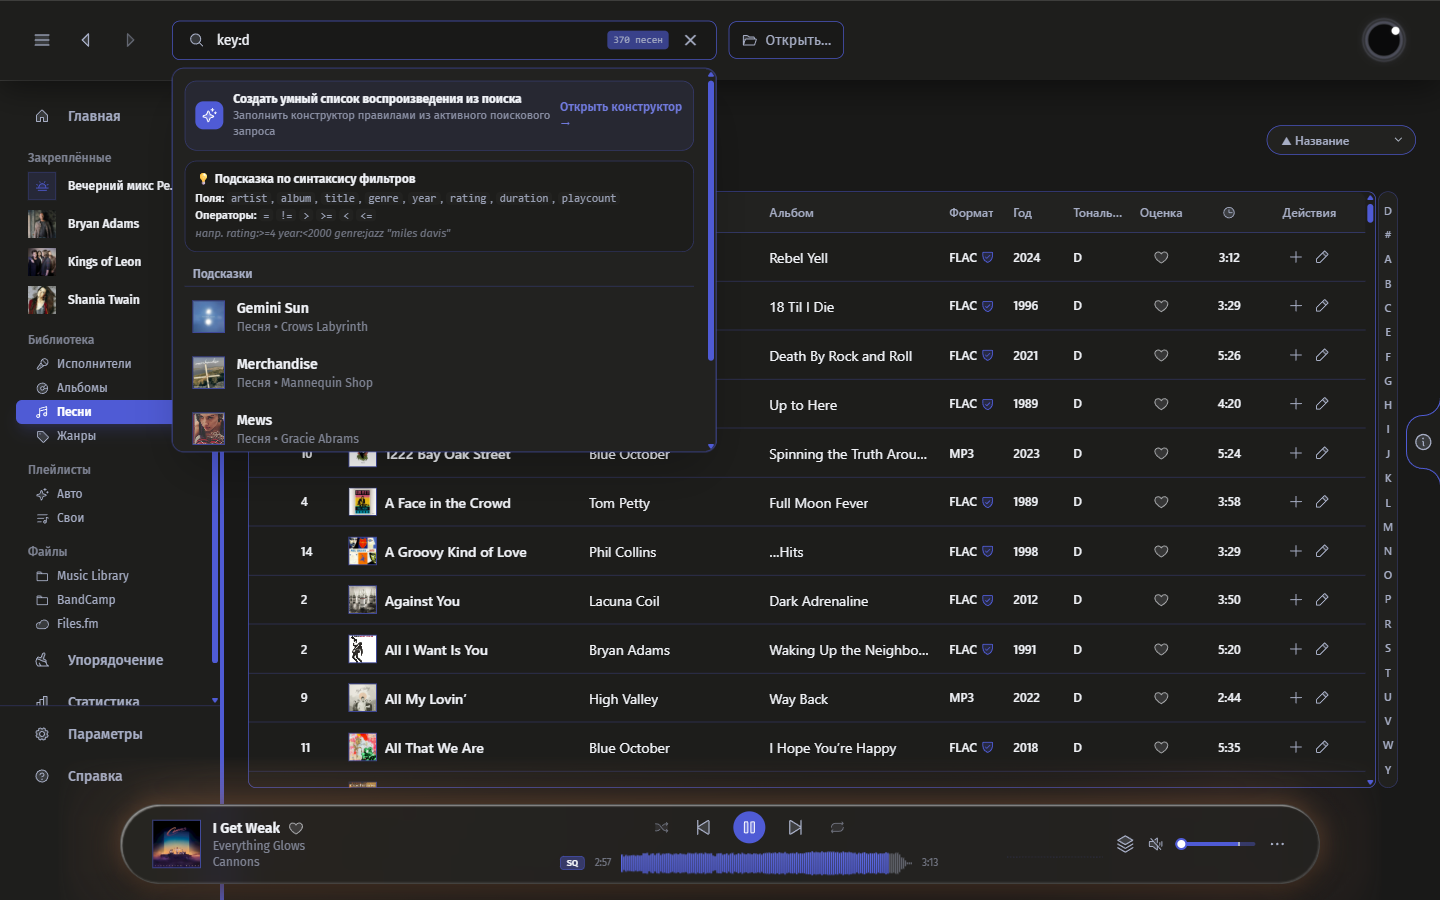 key:d
370 песен
Открыть...
Создать умный список воспроизведения из поиска
Заполнить конструктор правилами из активного поискового запроса
Открыть конструктор →
💡 Подсказка по синтаксису фильтров
Поля: artist, album, title, genre, year, rating, duration, playcount
Операторы: = != > >= < <=
напр. rating:>=4 year:<2000 genre:jazz "miles davis"
Подсказки
Gemini Sun
Песня • Crows Labyrinth
Merchandise
Песня • Mannequin Shop
Mews
Песня • Gracie Abrams
Главная
Закреплённые
Вечерний микс Ре.
Bryan Adams
Kings of Leon
Shania Twain
Библиотека
Исполнители
Альбомы
Песни
Жанры
Плейлисты
Авто
Свои
Файлы
Music Library
BandCamp
Files.fm
Упорядочение
Статистика
Параметры
Справка
▲ Название
Альбом Формат Год Тональ... Оценка Действия
Rebel Yell FLAC 2024 D 3:12
18 Til I Die FLAC 1996 D 3:29
Death By Rock and Roll FLAC 2021 D 5:26
Up to Here FLAC 1989 D 4:20
10 1222 Bay Oak Street Blue October Spinning the Truth Arou... MP3 2023 D 5:24
4 A Face in the Crowd Tom Petty Full Moon Fever FLAC 1989 D 3:58
14 A Groovy Kind of Love Phil Collins ...Hits FLAC 1998 D 3:29
2 Against You Lacuna Coil Dark Adrenaline FLAC 2012 D 3:50
2 All I Want Is You Bryan Adams Waking Up the Neighbo... FLAC 1991 D 5:20
9 All My Lovin' High Valley Way Back MP3 2022 D 2:44
11 All That We Are Blue October I Hope You're Happy FLAC 2018 D 5:35
D
#
A
B
C
E
F
G
H
I
J
K
L
M
N
O
P
R
S
T
U
V
W
Y
I Get Weak
Everything Glows
Cannons
SQ 2:57 3:13